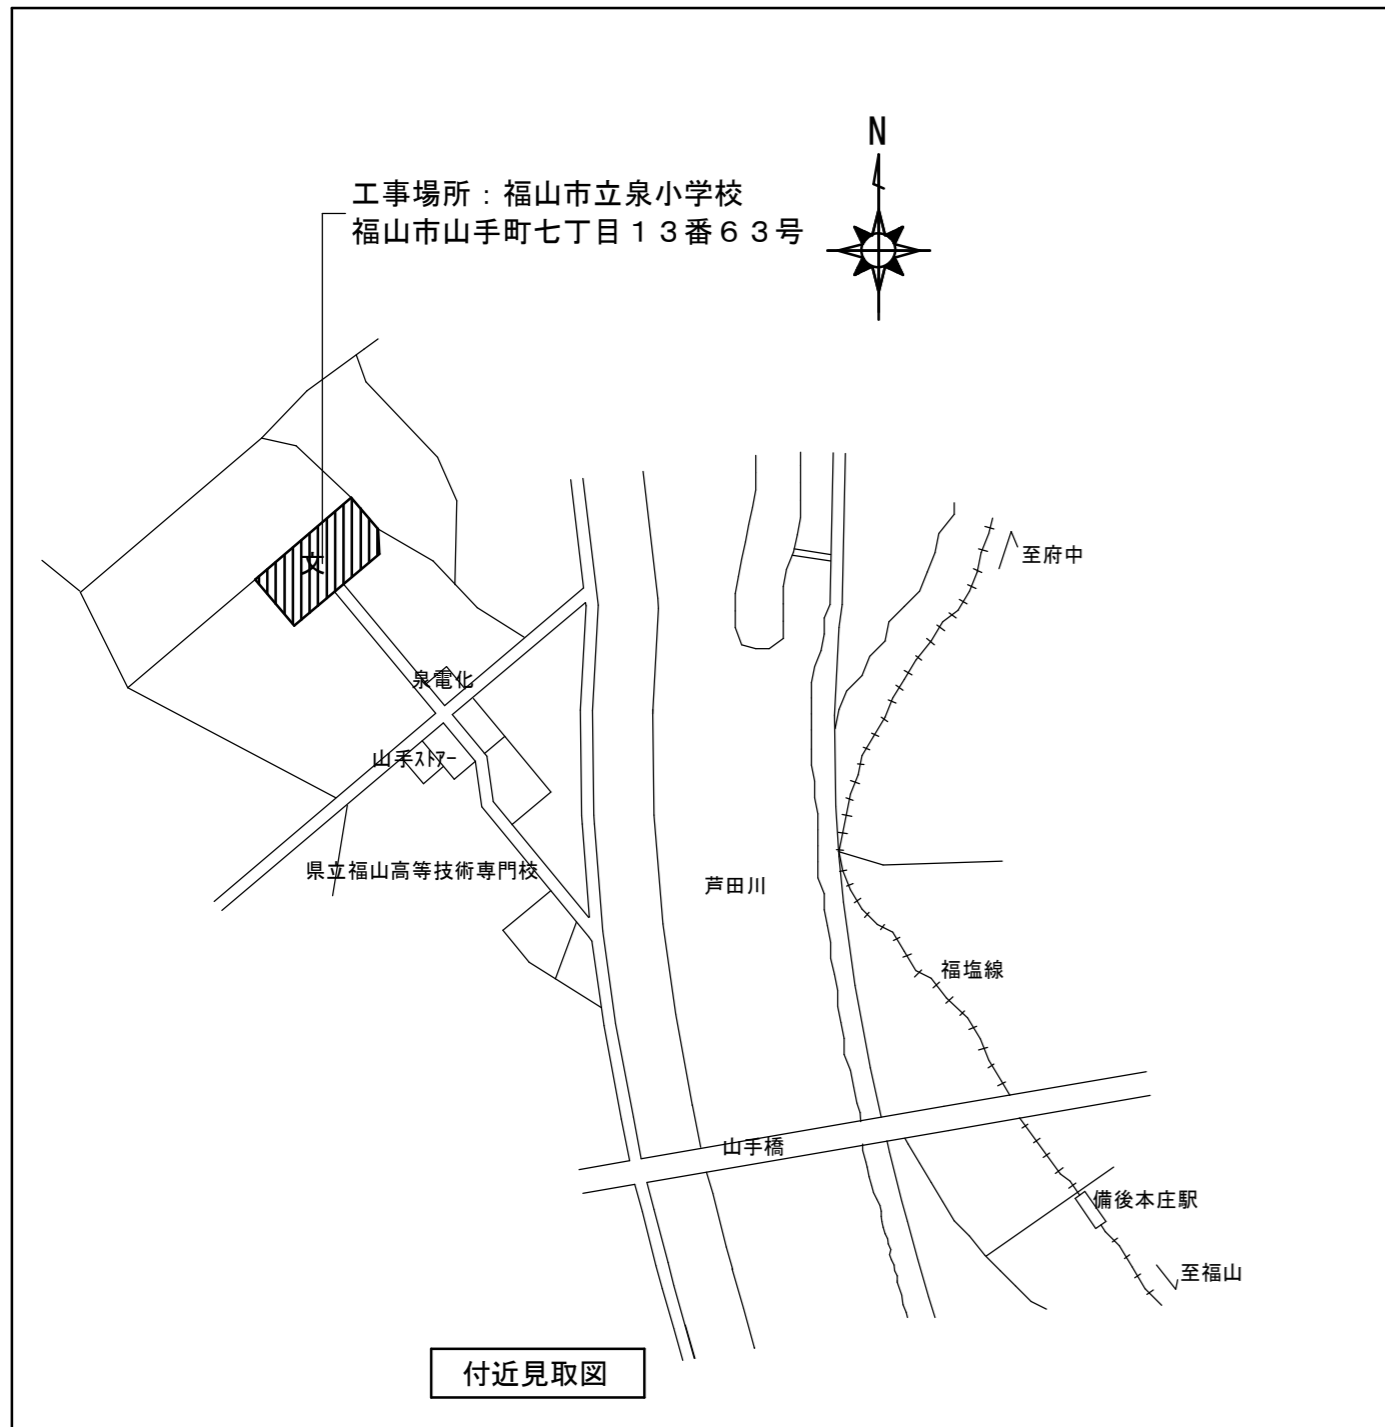 N
工事場所：福山市立泉小学校
福山市山手町七丁目１３番６３号
至府中
文
泉電化
山手ｽﾄｱｰ
県立福山高等技術専門校
芦田川
福塩線
山手橋
備後本庄駅
至福山
付近見取図